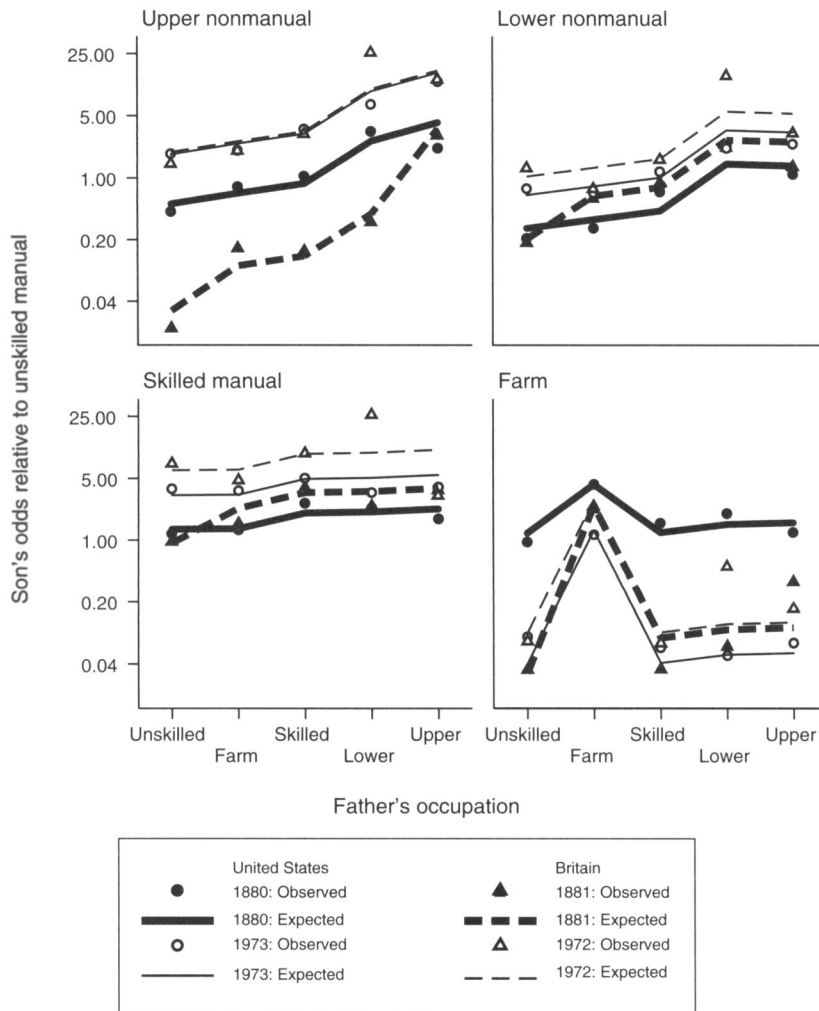 Upper nonmanual
Lower nonmanual
25.00
5.00
1.00
0.20
0.04
Skilled manual
Farm
25.00
5.00
1.00
0.20
0.04
Son's odds relative to unskilled manual
Unskilled Skilled Upper Unskilled Skilled Upper
Farm Lower Farm Lower
Father's occupation
United States
1880: Observed
1880: Expected
1973: Observed
1973: Expected
Britain
1881: Observed
1881: Expected
1972: Observed
1972: Expected